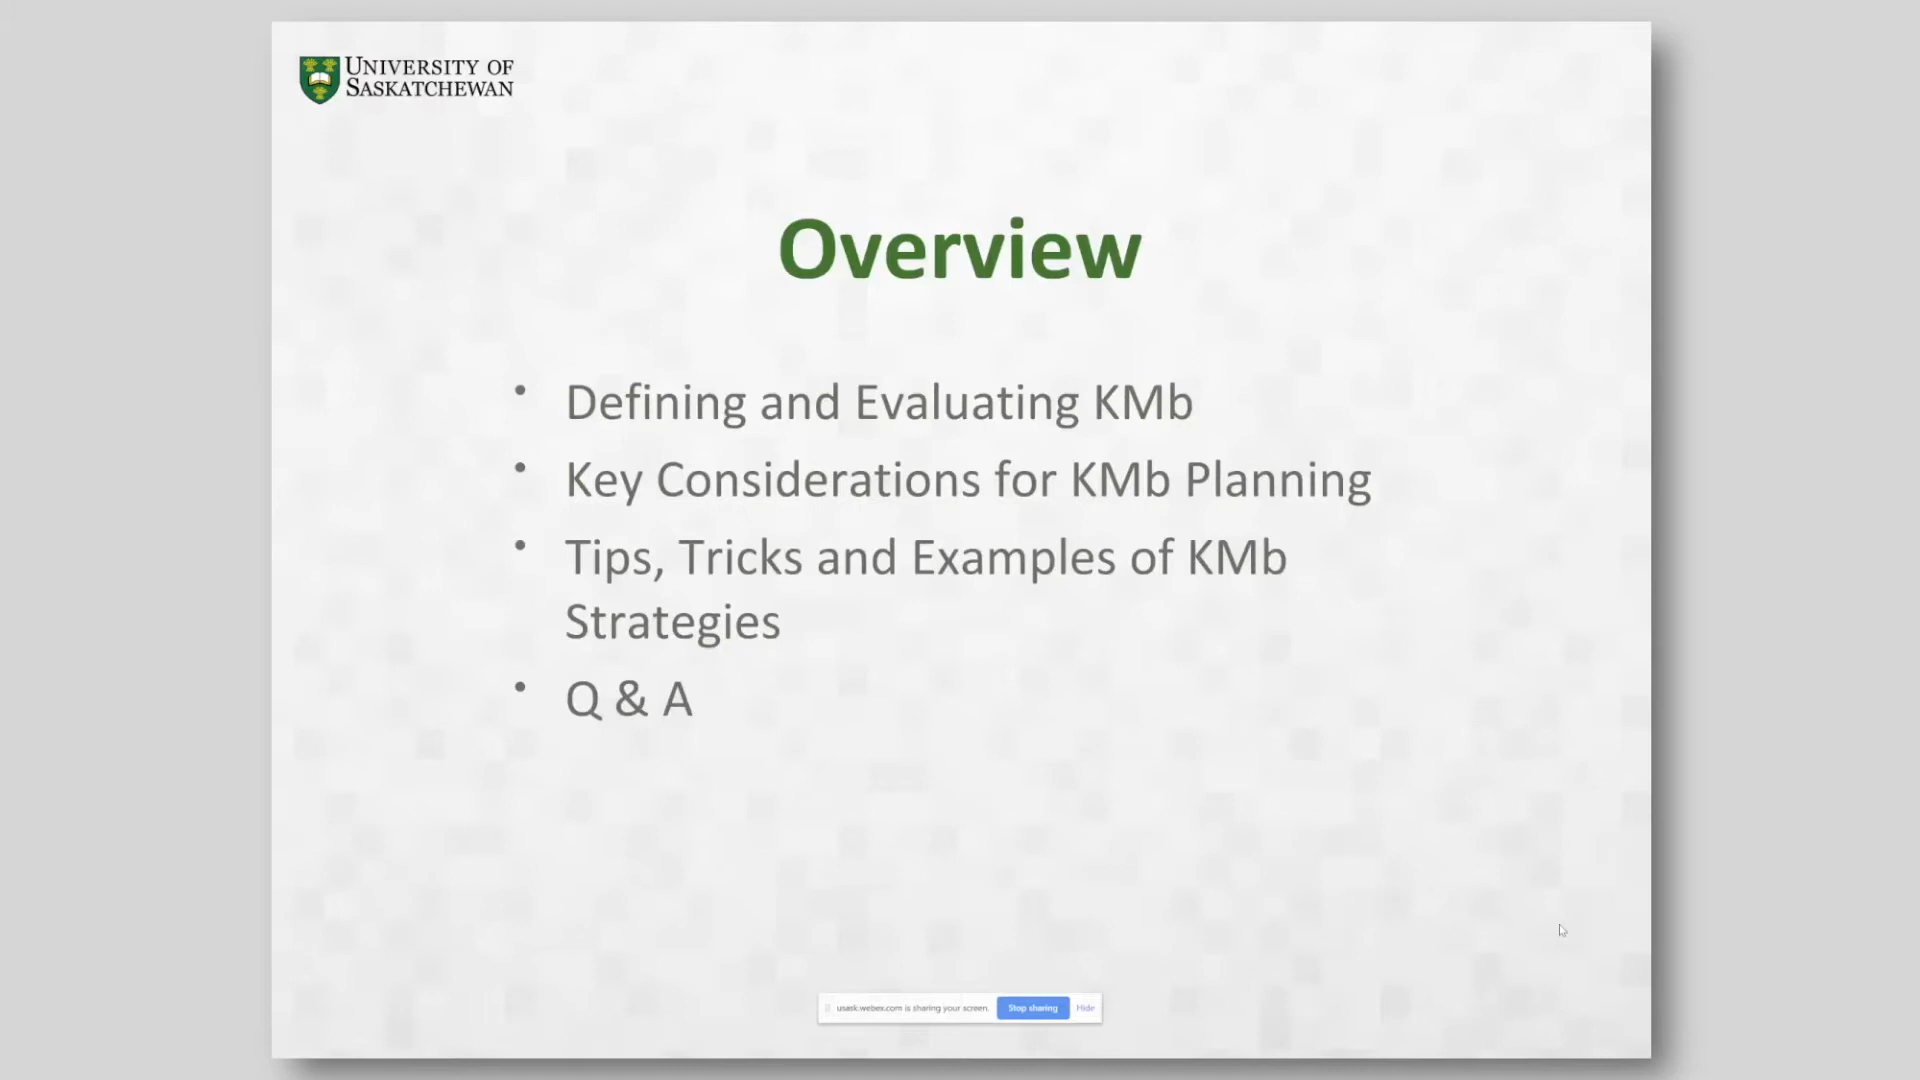 UNIVERSITY OF
SASKATCHEWAN
Overview
• Defining and Evaluating KMb
• Key Considerations for KMb Planning
• Tips, Tricks and Examples of KMb
Strategies
• Q & A
usask.webex.com is sharing your screen. Stop sharing Hide